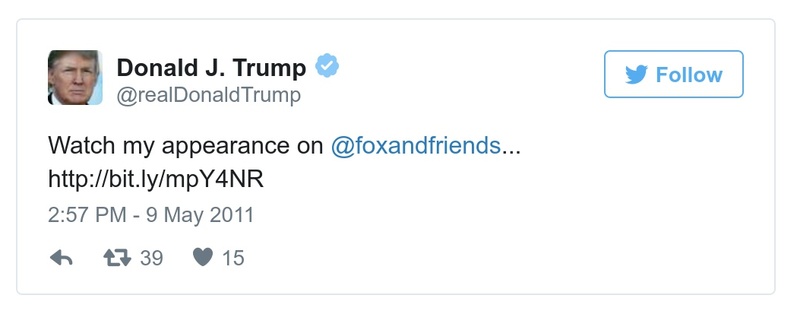 Donald J. Trump
@realDonaldTrump
Follow
Watch my appearance on @foxandfriends...
http://bit.ly/mpY4NR
2:57 PM - 9 May 2011
39 15